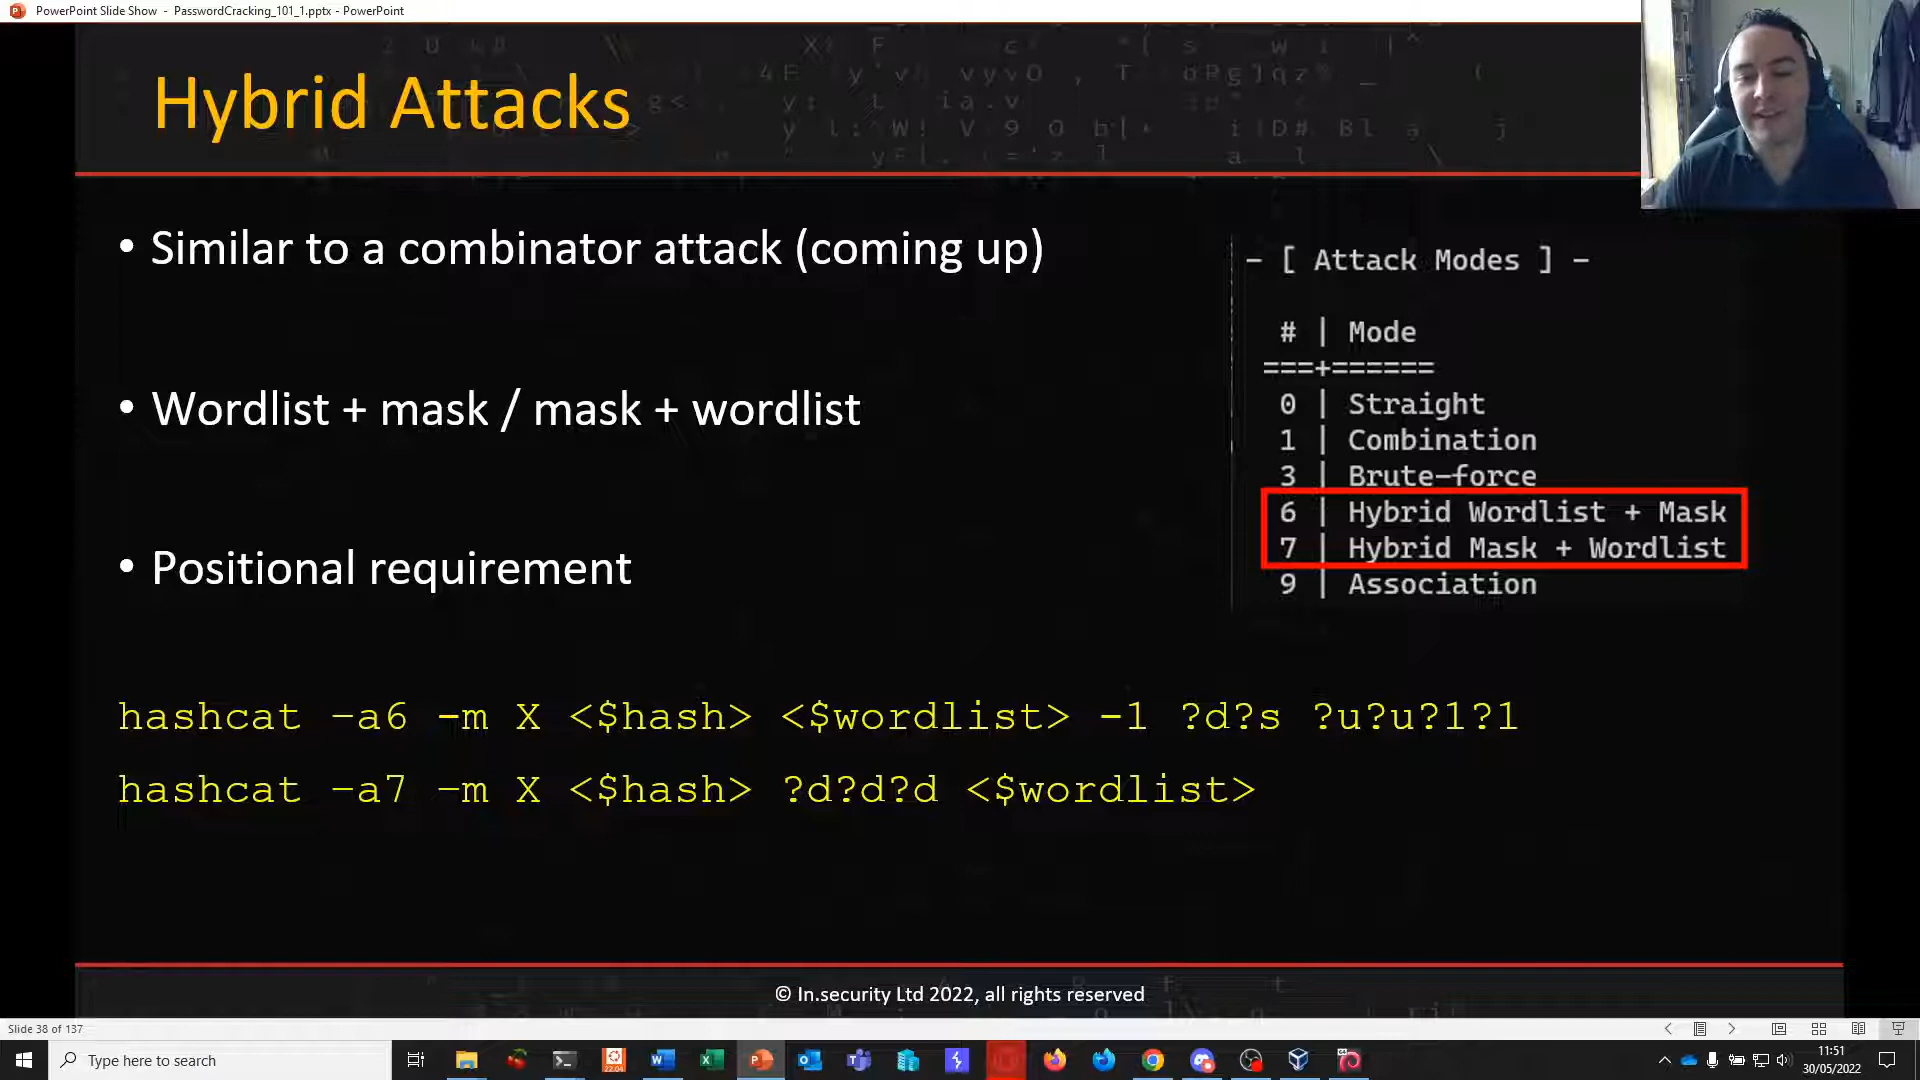 PowerPoint Slide Show - PasswordCracking_101_1.pptx - PowerPoint
Hybrid Attacks
• Similar to a combinator attack (coming up)
• Wordlist + mask / mask + wordlist
• Positional requirement
- [ Attack Modes ] -
# | Mode
===+======
0 | Straight
1 | Combination
3 | Brute-force
6 | Hybrid Wordlist + Mask
7 | Hybrid Mask + Wordlist
9 | Association
hashcat –a6 -m X <$hash> <$wordlist> -1 ?d?s ?u?u?1?1
hashcat –a7 –m X <$hash> ?d?d?d <$wordlist>
© In.security Ltd 2022, all rights reserved
Slide 38 of 137
Type here to search
22.04
11:51
30/05/2022